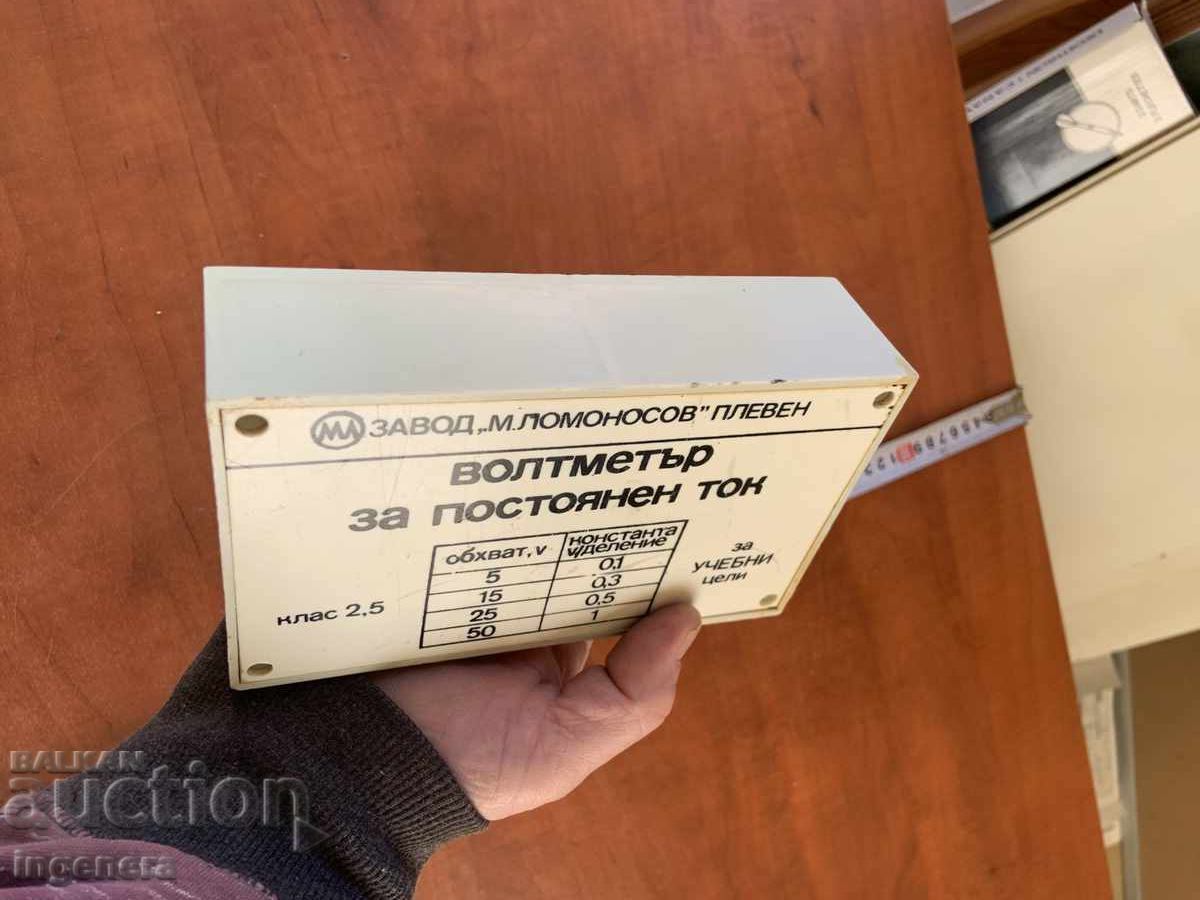 ЗАВОД „М.ЛОМОНОСОВ” ПЛЕВЕН
ВОЛТМЕТЪР
ЗА ПОСТОЯНЕН ТОК
обхват, v константа v/деление
5 0,1
15 0,3
25 0,5
50 1
клас 2,5
за
УЧЕБНИ
цели
BALKAN
auction
ingenera